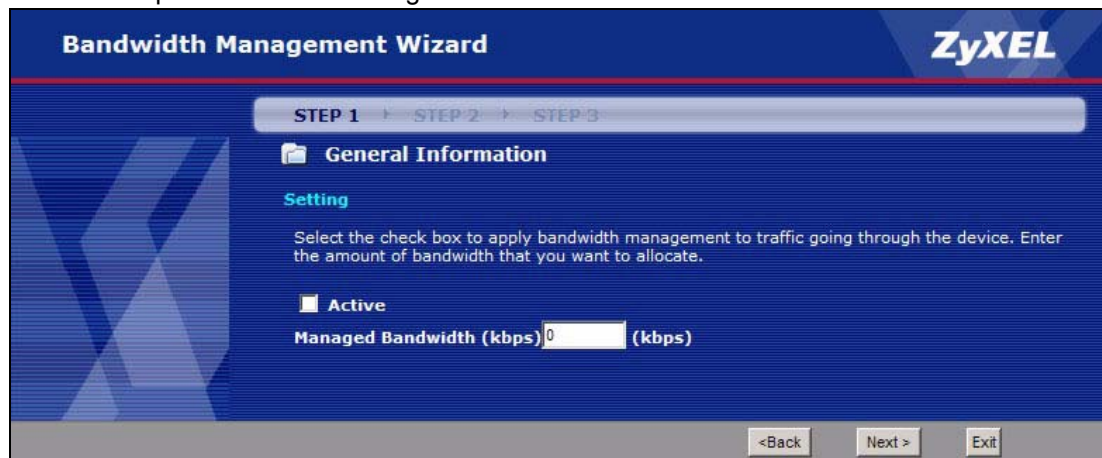 Bandwidth Management Wizard
ZyXEL
STEP 1 STEP 2 STEP 3
General Information
Setting
Select the check box to apply bandwidth management to traffic going through the device. Enter
the amount of bandwidth that you want to allocate.
Active
Managed Bandwidth (kbps) 0 (kbps)
<Back Next > Exit